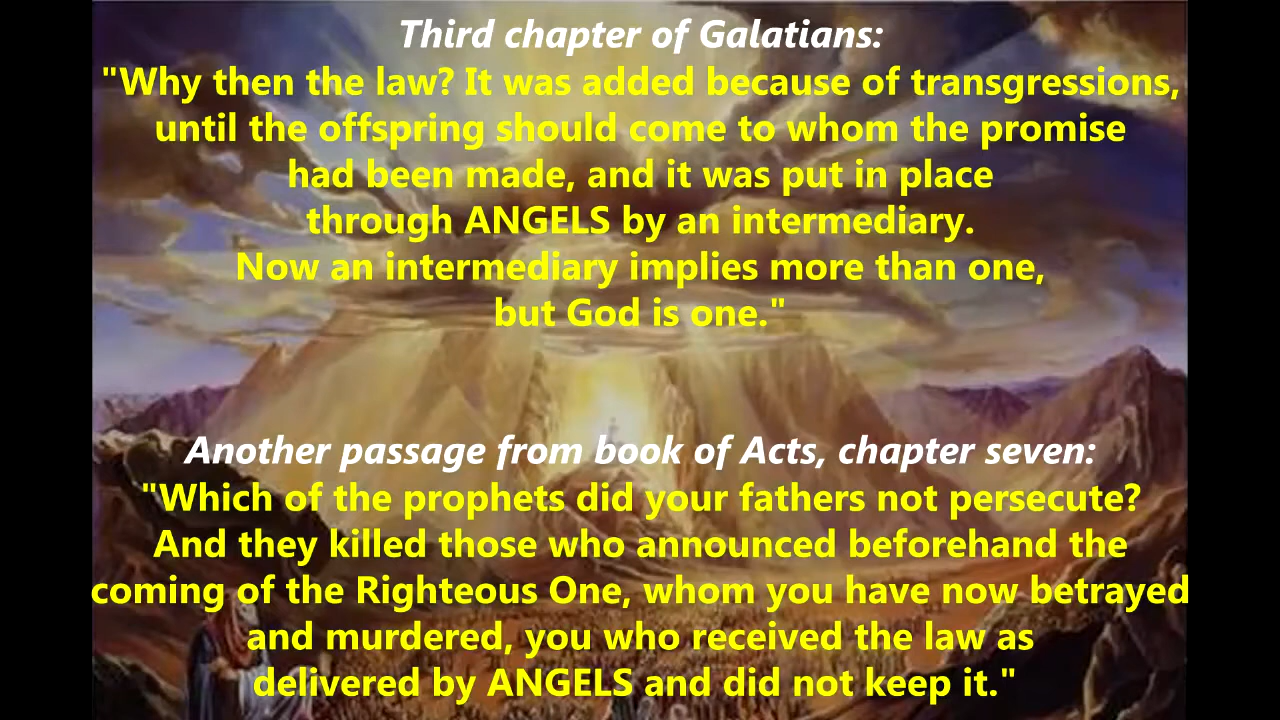 Third chapter of Galatians:
"Why then the law? It was added because of transgressions,
until the offspring should come to whom the promise
had been made, and it was put in place
through ANGELS by an intermediary.
Now an intermediary implies more than one,
but God is one."
Another passage from book of Acts, chapter seven:
"Which of the prophets did your fathers not persecute?
And they killed those who announced beforehand the
coming of the Righteous One, whom you have now betrayed
and murdered, you who received the law as
delivered by ANGELS and did not keep it."